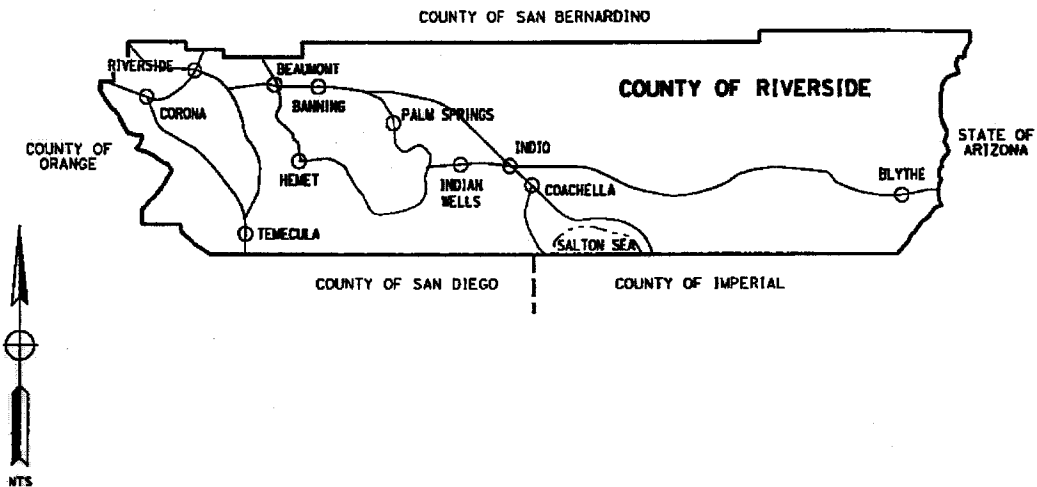 COUNTY OF SAN BERNARDINO
RIVERSIDE
BEAUMONT
COUNTY OF RIVERSIDE
BANNING
CORONA
PALM SPRINGS
COUNTY OF
ORANGE
STATE OF
ARIZONA
INDIO
HEMET
BLYTHE
INDIAN
WELLS
COACHELLA
TEMECULA
SALTON SEA
COUNTY OF SAN DIEGO
COUNTY OF IMPERIAL
NTS